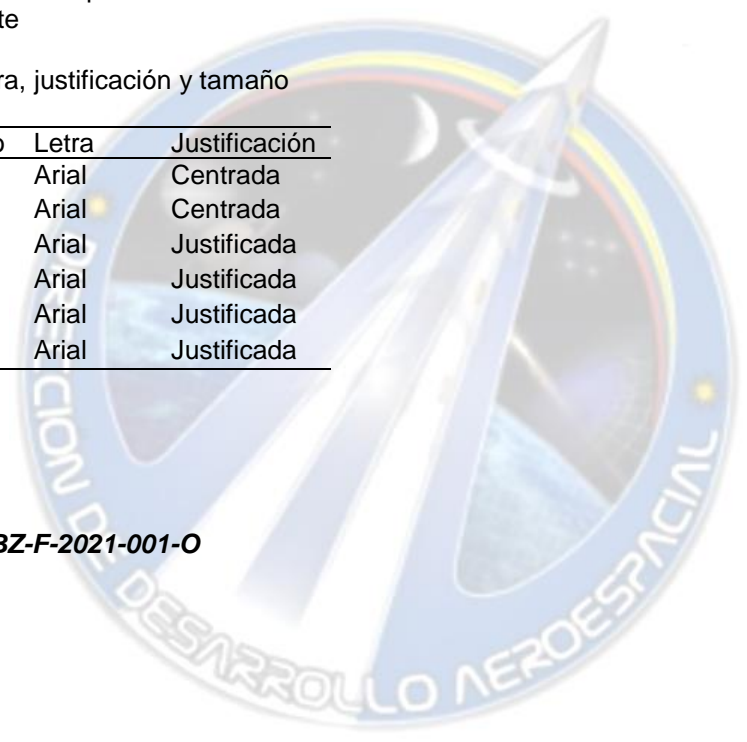 te
ra, justificación y tamaño
o Letra Justificación
Arial Centrada
Arial Centrada
Arial Justificada
Arial Justificada
Arial Justificada
Arial Justificada
BZ-F-2021-001-O
DIRECCION DE DESARROLLO AEROESPACIAL